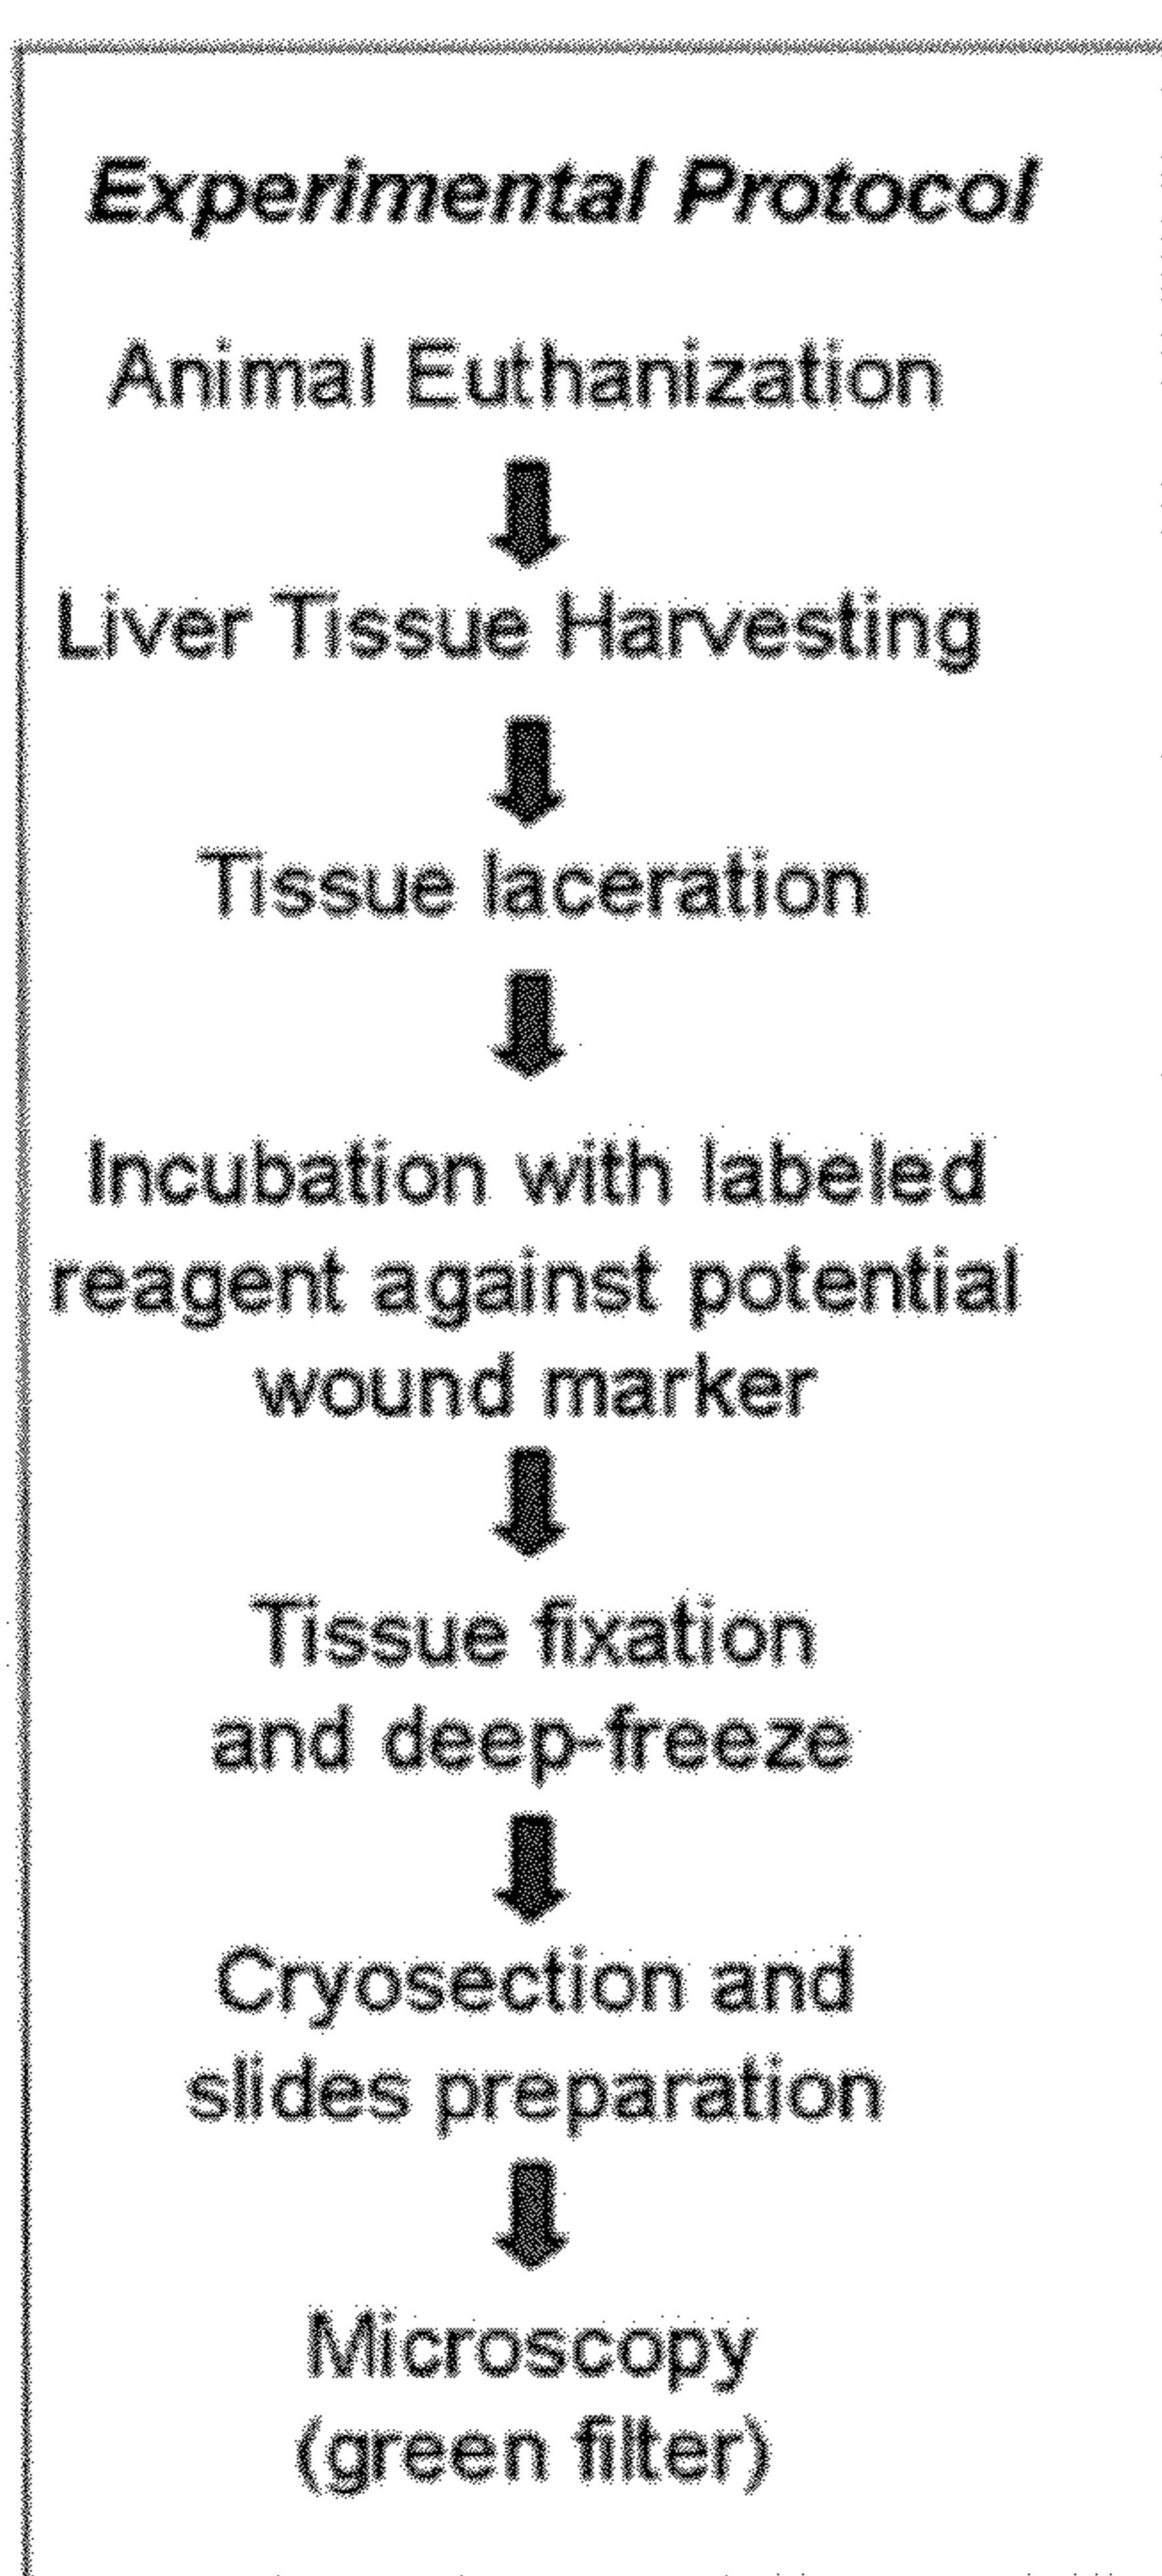 Experimental Protocol
Animal Euthanization
Liver Tissue Harvesting
Tissue laceration
Incubation with labeled
reagent against potential
wound marker
Tissue fixation
and deep-freeze
Cryosection and
slides preparation
Microscopy
(green filter)